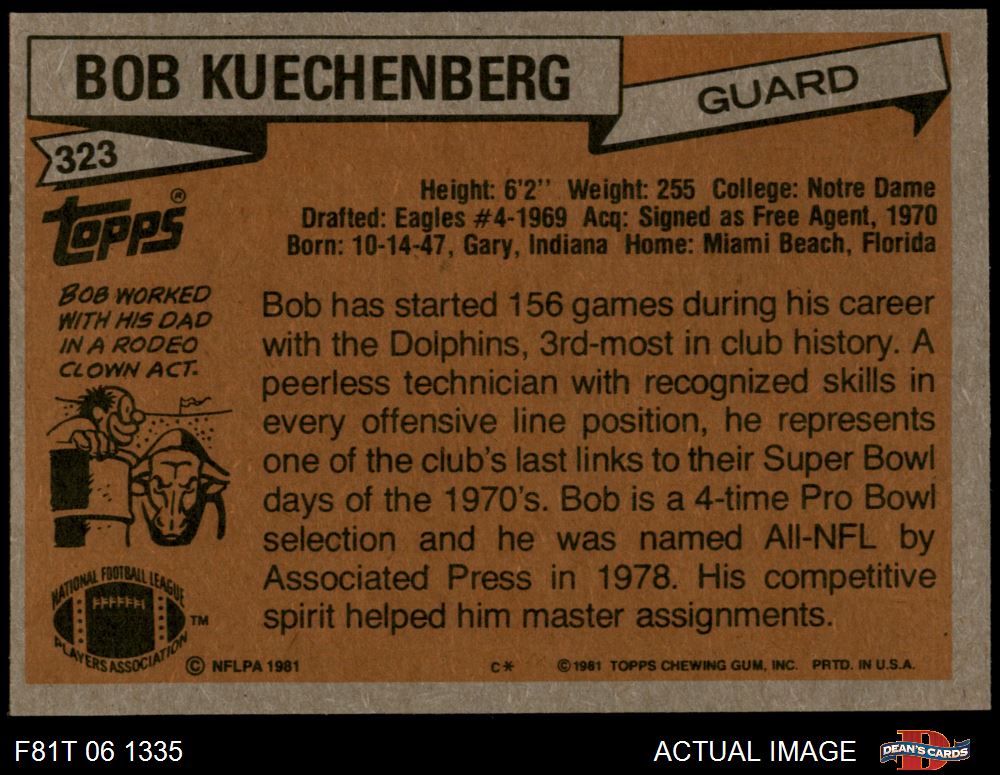 BOB KUECHENBERG
GUARD
323
Topps®
Height: 6'2'' Weight: 255 College: Notre Dame
Drafted: Eagles #4-1969 Acq: Signed as Free Agent, 1970
Born: 10-14-47, Gary, Indiana Home: Miami Beach, Florida
BOB WORKED
WITH HIS DAD
IN A RODEO
CLOWN ACT.
Bob has started 156 games during his career
with the Dolphins, 3rd-most in club history. A
peerless technician with recognized skills in
every offensive line position, he represents
one of the club's last links to their Super Bowl
days of the 1970's. Bob is a 4-time Pro Bowl
selection and he was named All-NFL by
Associated Press in 1978. His competitive
spirit helped him master assignments.
NATIONAL FOOTBALL LEAGUE
PLAYERS ASSOCIATION
TM
© NFLPA 1981
C*
© 1981 TOPPS CHEWING GUM, INC. PRTD. IN U.S.A.
F81T 06 1335
ACTUAL IMAGE
D
DEAN'S CARDS